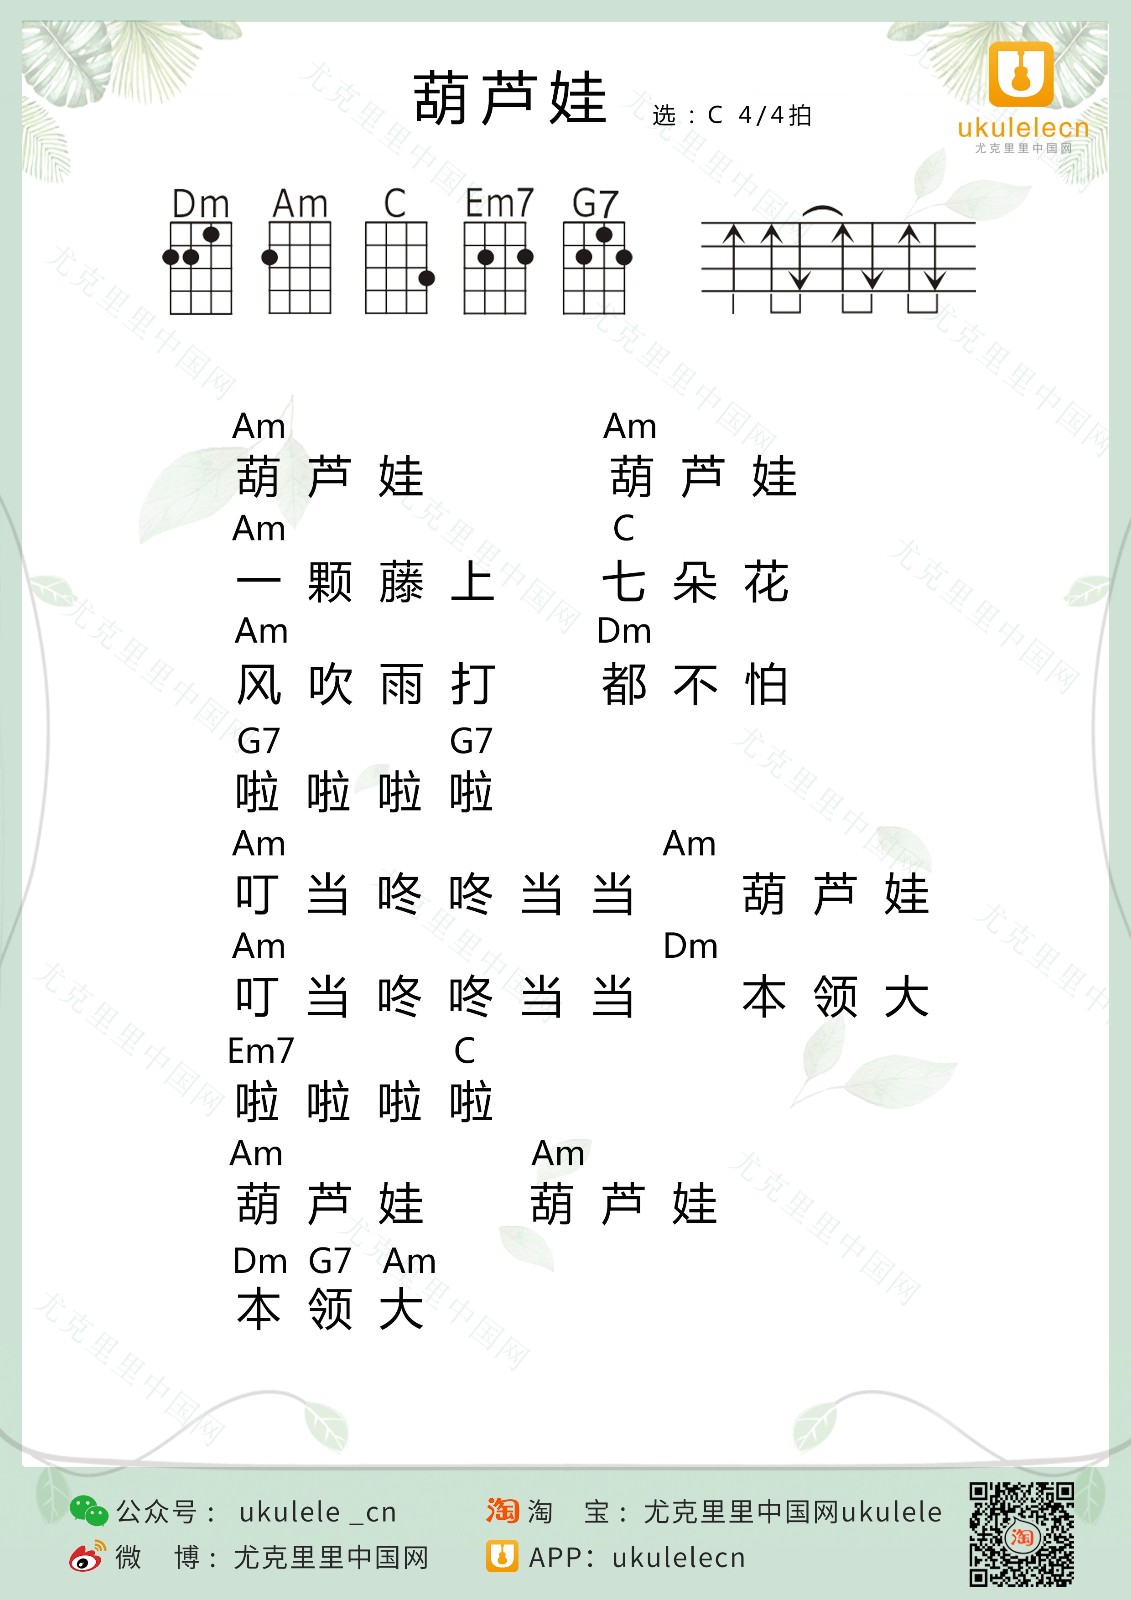 葫芦娃 选：C 4/4拍
ukulelecn
尤克里里中国网
Dm Am C Em7 G7
Am Am
葫芦娃 葫芦娃
Am C
一颗藤上 七朵花
Am Dm
风吹雨打 都不怕
G7 G7
啦啦啦啦
Am Am
叮当咚咚当当 葫芦娃
Am Dm
叮当咚咚当当 本领大
Em7 C
啦啦啦啦
Am Am
葫芦娃 葫芦娃
Dm G7 Am
本领大
公众号：ukulele _cn 淘 淘 宝：尤克里里中国网ukulele
微 博：尤克里里中国网 APP：ukulelecn
淘